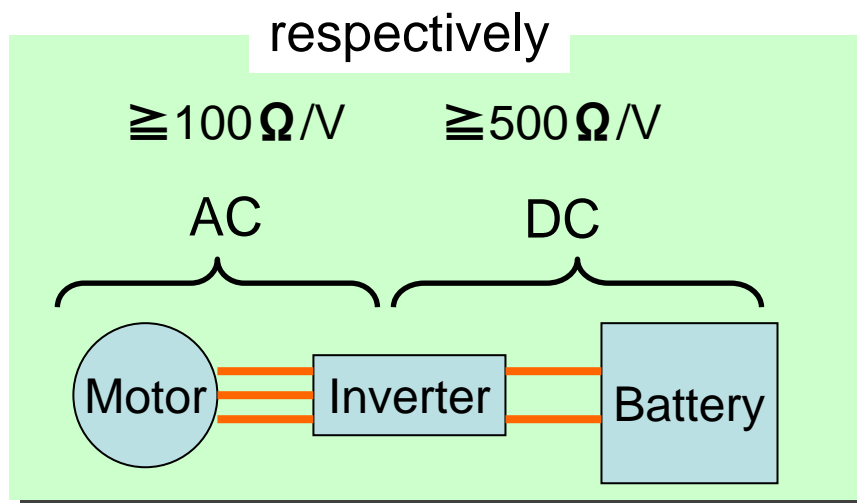 respectively
≧100Ω/V ≧500Ω/V
AC DC
Motor Inverter Battery